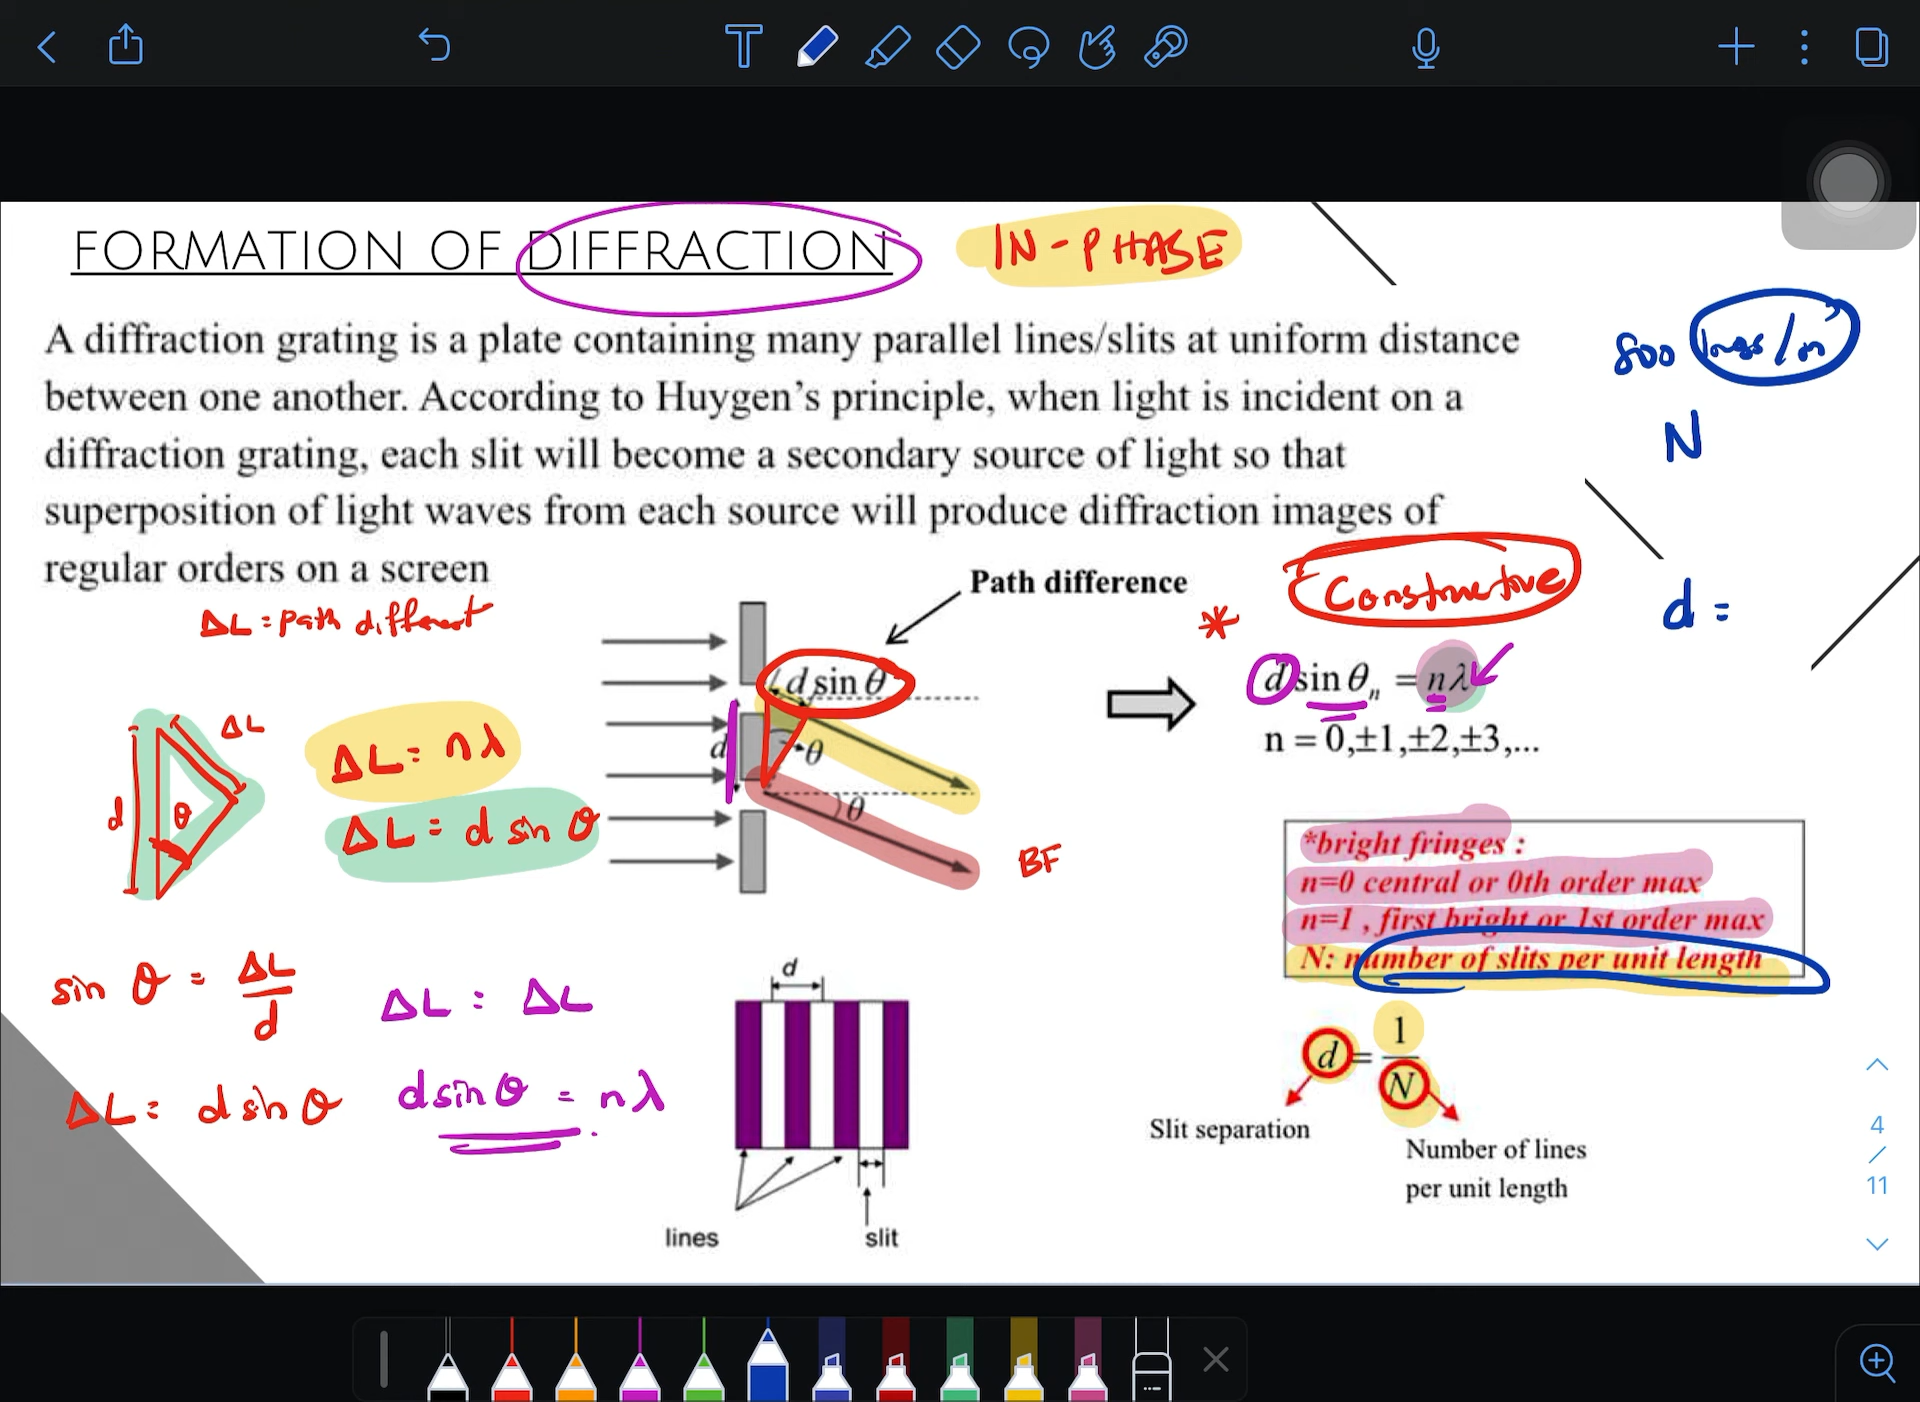 FORMATION OF DIFFRACTION
IN-PHASE
A diffraction grating is a plate containing many parallel lines/slits at uniform distance
between one another. According to Huygen's principle, when light is incident on a
diffraction grating, each slit will become a secondary source of light so that
superposition of light waves from each source will produce diffraction images of
regular orders on a screen
800 lines/m
N
d =
ΔL = Path different
Path difference
Constructive
*
d sin θ
d sin θₙ = nλ
n = 0,±1,±2,±3,...
ΔL
d
θ
ΔL = nλ
ΔL = d sin θ
d
θ
θ
BF
*bright fringes :
n=0 central or 0th order max
n=1 , first bright or 1st order max
N: number of slits per unit length
sin θ = ΔL/d
ΔL = ΔL
ΔL = d sin θ
d sin θ = nλ
d
lines
slit
d = 1/N
Slit separation
Number of lines
per unit length
4
/
11